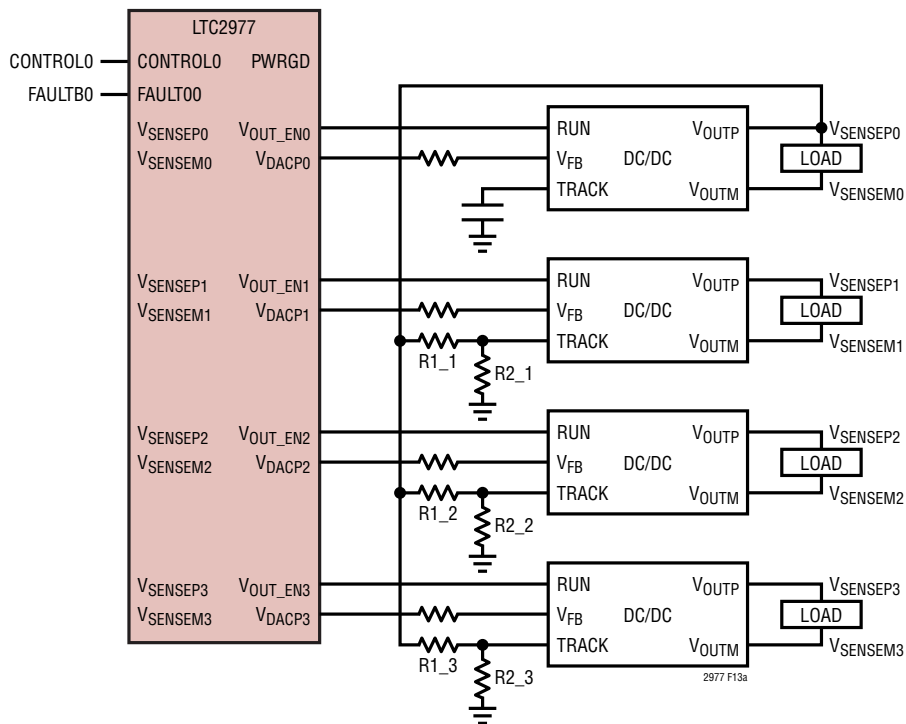 LTC2977
CONTROL0 CONTROL0 PWRGD
FAULTB0 FAULT00
VSENSEP0 VOUT_EN0 RUN VOUTP VSENSEP0
VSENSEM0 VDACP0 VFB DC/DC LOAD
TRACK VOUTM VSENSEM0
VSENSEP1 VOUT_EN1 RUN VOUTP VSENSEP1
VSENSEM1 VDACP1 VFB DC/DC LOAD
TRACK VOUTM VSENSEM1
R1_1
R2_1
VSENSEP2 VOUT_EN2 RUN VOUTP VSENSEP2
VSENSEM2 VDACP2 VFB DC/DC LOAD
TRACK VOUTM VSENSEM2
R1_2
R2_2
VSENSEP3 VOUT_EN3 RUN VOUTP VSENSEP3
VSENSEM3 VDACP3 VFB DC/DC LOAD
TRACK VOUTM VSENSEM3
R1_3
R2_3
2977 F13a